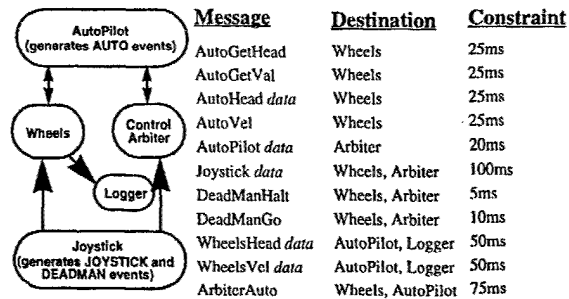 AutoPilot
(generates AUTO events)
Wheels
Control
Arbiter
Logger
Joystick
(generates JOYSTICK and
DEADMAN events)
Message Destination Constraint
AutoGetHead Wheels 25ms
AutoGetVal Wheels 25ms
AutoHead data Wheels 25ms
AutoVel Wheels 25ms
AutoPilot data Arbiter 20ms
Joystick data Wheels, Arbiter 100ms
DeadManHalt Wheels, Arbiter 5ms
DeadManGo Wheels, Arbiter 10ms
WheelsHead data AutoPilot, Logger 50ms
WheelsVel data AutoPilot, Logger 50ms
ArbiterAuto Wheels, AutoPilot 75ms